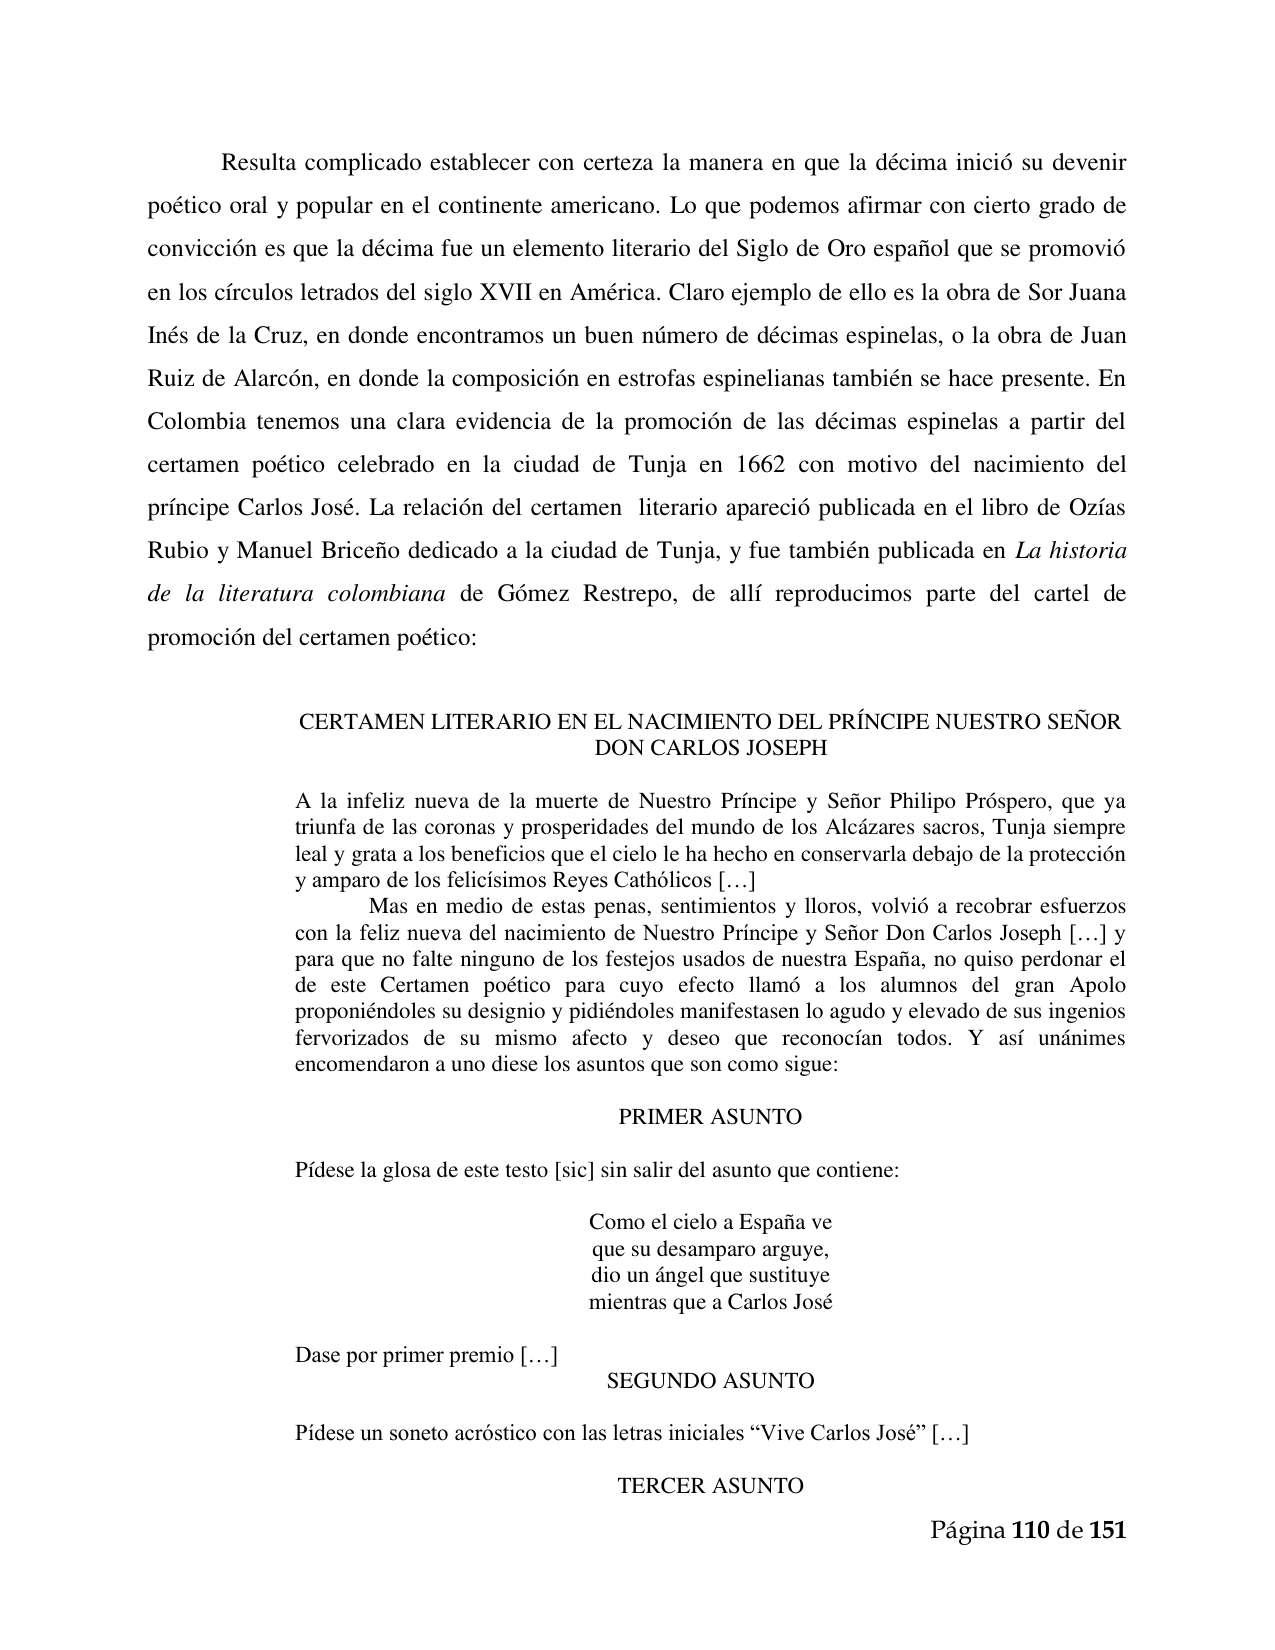 Resulta complicado establecer con certeza la manera en que la décima inició su devenir
poético oral y popular en el continente americano. Lo que podemos afirmar con cierto grado de
convicción es que la décima fue un elemento literario del Siglo de Oro español que se promovió
en los círculos letrados del siglo XVII en América. Claro ejemplo de ello es la obra de Sor Juana
Inés de la Cruz, en donde encontramos un buen número de décimas espinelas, o la obra de Juan
Ruiz de Alarcón, en donde la composición en estrofas espinelianas también se hace presente. En
Colombia tenemos una clara evidencia de la promoción de las décimas espinelas a partir del
certamen poético celebrado en la ciudad de Tunja en 1662 con motivo del nacimiento del
príncipe Carlos José. La relación del certamen  literario apareció publicada en el libro de Ozías
Rubio y Manuel Briceño dedicado a la ciudad de Tunja, y fue también publicada en La historia
de la literatura colombiana de Gómez Restrepo, de allí reproducimos parte del cartel de
promoción del certamen poético:
CERTAMEN LITERARIO EN EL NACIMIENTO DEL PRÍNCIPE NUESTRO SEÑOR
DON CARLOS JOSEPH
A la infeliz nueva de la muerte de Nuestro Príncipe y Señor Philipo Próspero, que ya
triunfa de las coronas y prosperidades del mundo de los Alcázares sacros, Tunja siempre
leal y grata a los beneficios que el cielo le ha hecho en conservarla debajo de la protección
y amparo de los felicísimos Reyes Cathólicos […]
Mas en medio de estas penas, sentimientos y lloros, volvió a recobrar esfuerzos
con la feliz nueva del nacimiento de Nuestro Príncipe y Señor Don Carlos Joseph […] y
para que no falte ninguno de los festejos usados de nuestra España, no quiso perdonar el
de este Certamen poético para cuyo efecto llamó a los alumnos del gran Apolo
proponiéndoles su designio y pidiéndoles manifestasen lo agudo y elevado de sus ingenios
fervorizados de su mismo afecto y deseo que reconocían todos. Y así unánimes
encomendaron a uno diese los asuntos que son como sigue:
PRIMER ASUNTO
Pídese la glosa de este testo [sic] sin salir del asunto que contiene:
Como el cielo a España ve
que su desamparo arguye,
dio un ángel que sustituye
mientras que a Carlos José
Dase por primer premio […]
SEGUNDO ASUNTO
Pídese un soneto acróstico con las letras iniciales “Vive Carlos José” […]
TERCER ASUNTO
Página 110 de 151